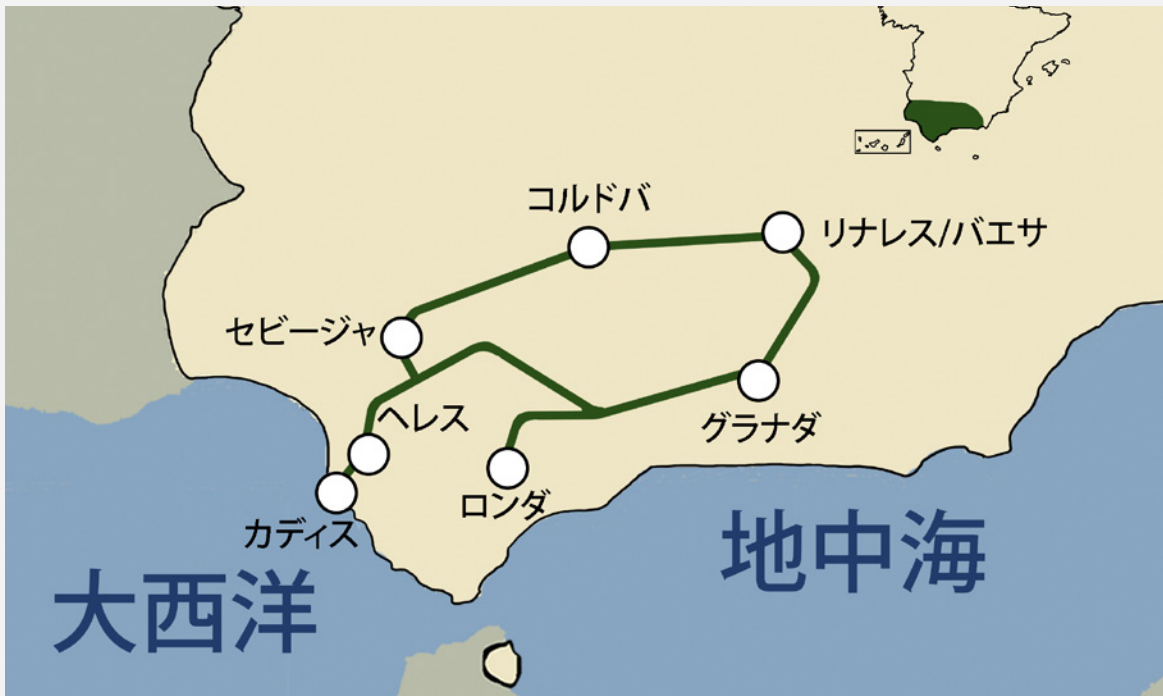 コルドバ
リナレス/バエサ
セビージャ
ヘレス
グラナダ
ロンダ
カディス
地中海
大西洋